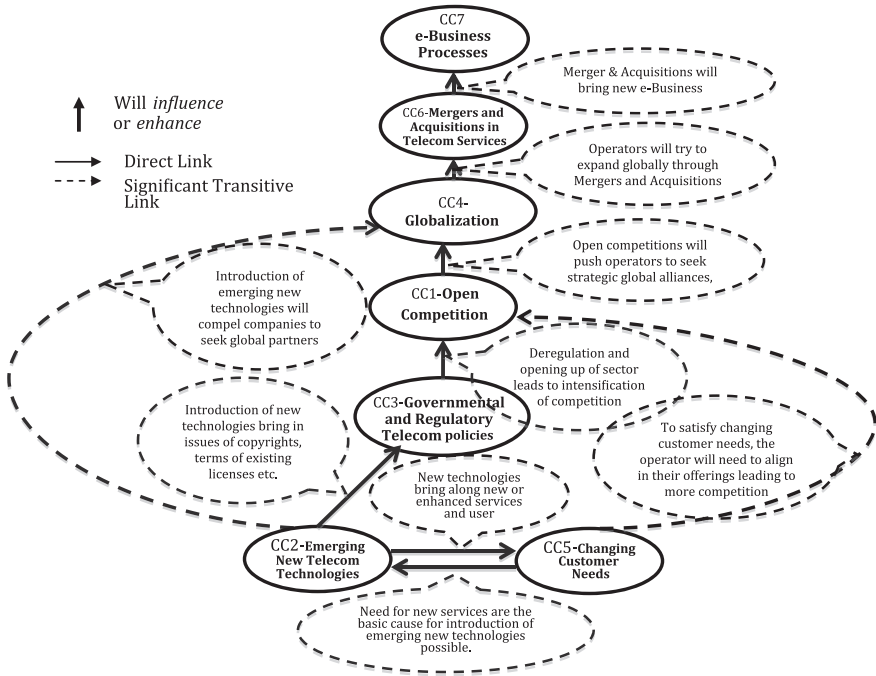 CC7
e-Business
Processes
Merger & Acquisitions will
bring new e-Business
CC6-Mergers and
Acquisitions in
Telecom Services
Will influence
or enhance
Direct Link
Significant Transitive
Link
Operators will try to
expand globally through
Mergers and Acquisitions
CC4-
Globalization
Open competitions will
push operators to seek
strategic global alliances,
Introduction of
emerging new
technologies will
compel companies to
seek global partners
CC1-Open
Competition
Deregulation and
opening up of sector
leads to intensification
of competition
CC3-Governmental
and Regulatory
Telecom policies
Introduction of new
technologies bring in
issues of copyrights,
terms of existing
licenses etc.
To satisfy changing
customer needs, the
operator will need to align
in their offerings leading to
more competition
New technologies
bring along new or
enhanced services
and user
CC2-Emerging
New Telecom
Technologies
CC5-Changing
Customer
Needs
Need for new services are the
basic cause for introduction of
emerging new technologies
possible.